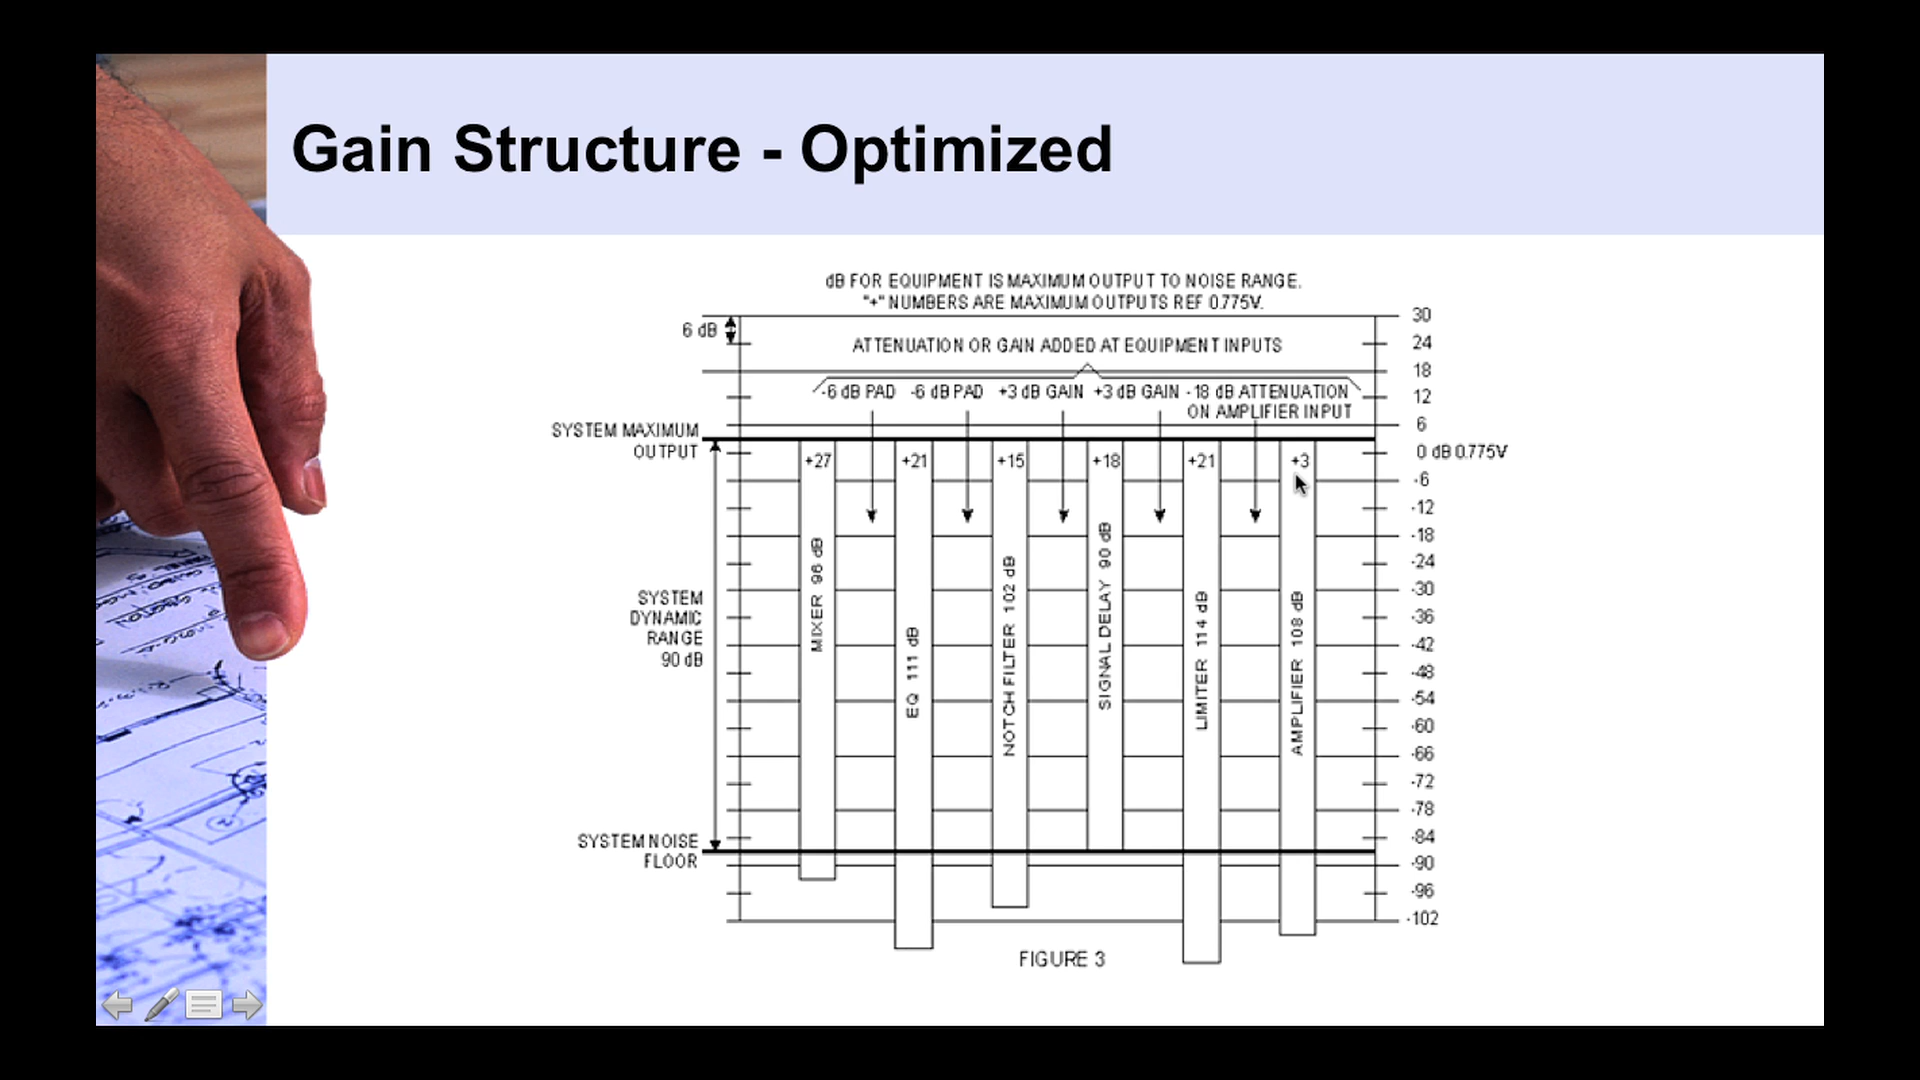 Gain Structure - Optimized
dB FOR EQUIPMENT IS MAXIMUM OUTPUT TO NOISE RANGE.
"+" NUMBERS ARE MAXIMUM OUTPUTS REF 0.775V.
6 dB
ATTENUATION OR GAIN ADDED AT EQUIPMENT INPUTS
-6 dB PAD -6 dB PAD +3 dB GAIN +3 dB GAIN -18 dB ATTENUATION
ON AMPLIFIER INPUT
SYSTEM MAXIMUM
OUTPUT
+27 +21 +15 +18 +21 +3
MIXER 96 dB
EQ 111 dB
NOTCH FILTER 102 dB
SIGNAL DELAY 90 dB
LIMITER 114 dB
AMPLIFIER 108 dB
SYSTEM
DYNAMIC
RANGE
90 dB
SYSTEM NOISE
FLOOR
30
24
18
12
6
0 dB 0.775V
-6
-12
-18
-24
-30
-36
-42
-48
-54
-60
-66
-72
-78
-84
-90
-96
-102
FIGURE 3